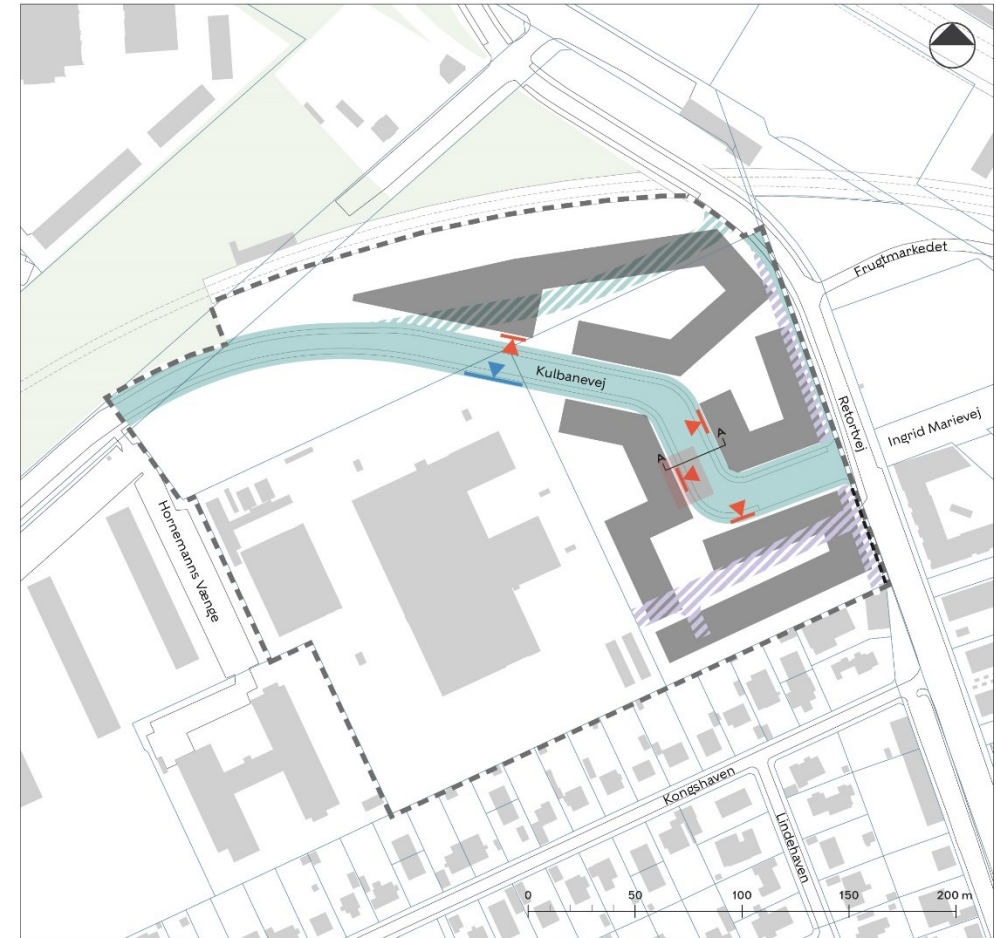 Frugtmarkedet
Kulbanevej
Retortvej
Ingrid Marievej
A
A
Hornemanns Vænge
Kongshaven
Lindehaven
0 50 100 150 200 m